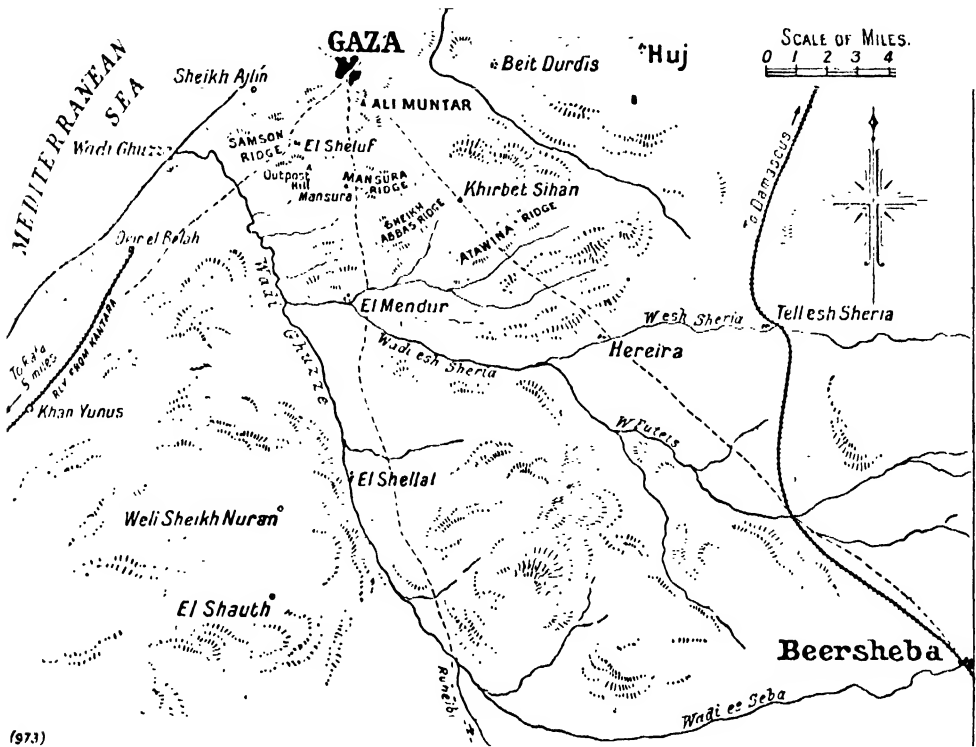 GAZA
Huj
SCALE OF MILES.
0 1 2 3 4
Beit Durdis
Sheikh Ajlin
MEDITERRANEAN
SEA
ALI MUNTAR
Wadi Ghuzze
SAMSON
RIDGE
El Sheluf
Outpost
Hill
MANSURA
RIDGE
Mansura
Khirbet Sihan
SHEIKH
ABBAS RIDGE
ATAWINA RIDGE
to Damascus
Deir el Belah
Wadi
Ghuzze
El Mendur
W esh Sheria
Tell esh Sheria
Wadi esh Sheria
Hereira
5 miles
RLY FROM KANTARA
Khan Yunus
W Futeis
El Shellal
Weli Sheikh Nuran
El Shauth
Beersheba
Wadi es Seba
(973)